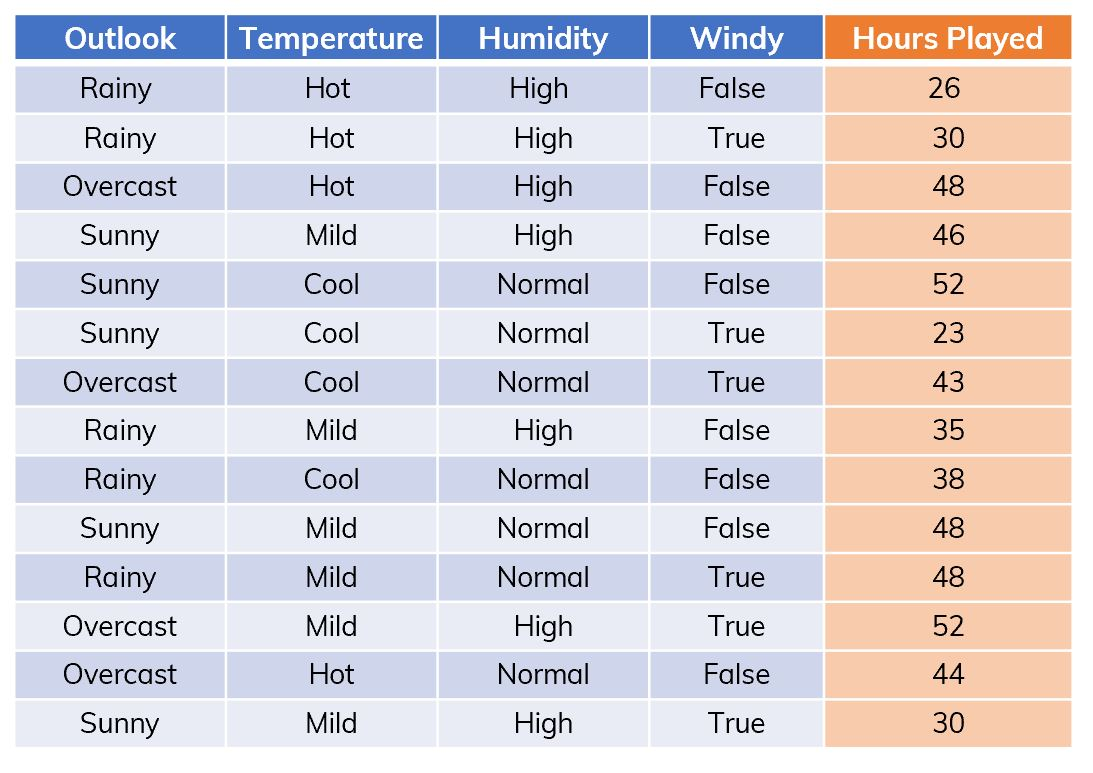 Outlook Temperature Humidity Windy Hours Played
Rainy Hot High False 26
Rainy Hot High True 30
Overcast Hot High False 48
Sunny Mild High False 46
Sunny Cool Normal False 52
Sunny Cool Normal True 23
Overcast Cool Normal True 43
Rainy Mild High False 35
Rainy Cool Normal False 38
Sunny Mild Normal False 48
Rainy Mild Normal True 48
Overcast Mild High True 52
Overcast Hot Normal False 44
Sunny Mild High True 30